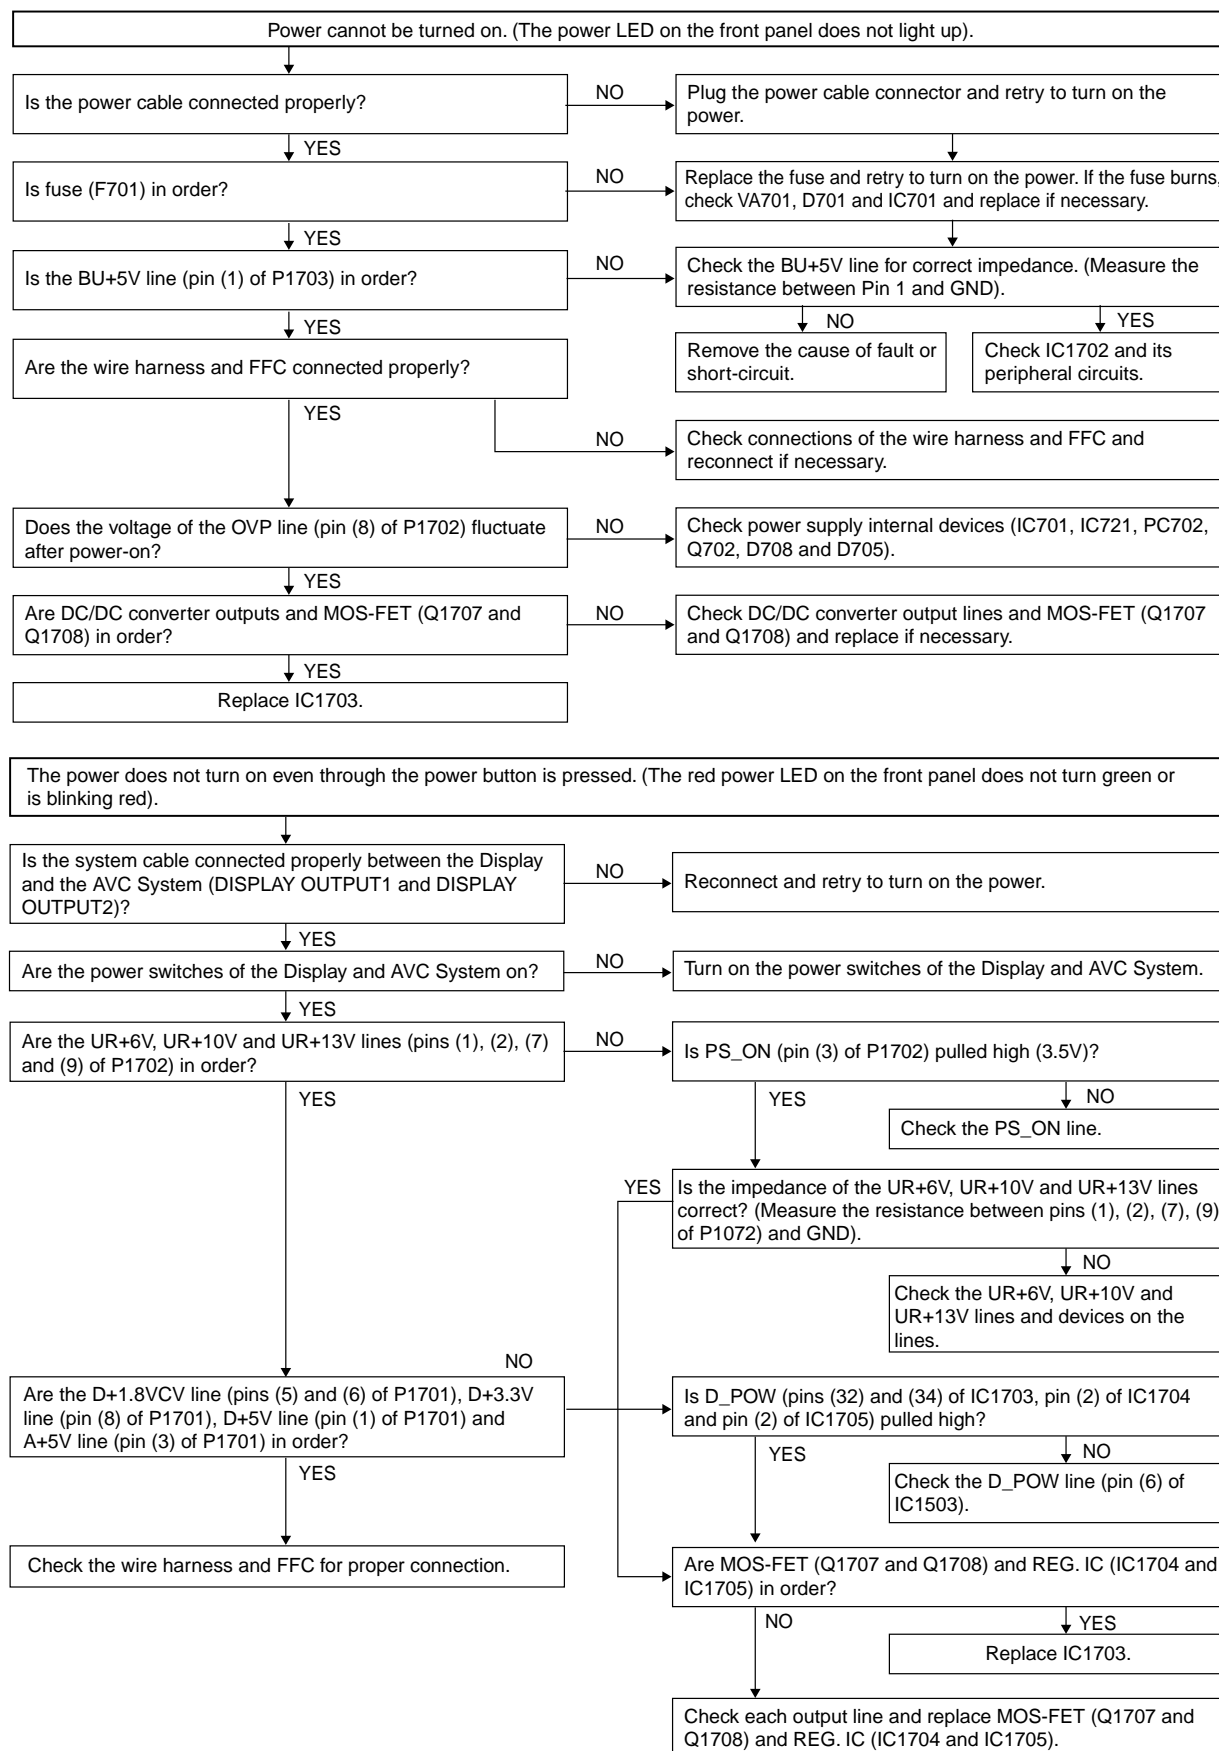 Power cannot be turned on. (The power LED on the front panel does not light up).
Is the power cable connected properly?
NO
Plug the power cable connector and retry to turn on the
power.
YES
Is fuse (F701) in order?
NO
Replace the fuse and retry to turn on the power. If the fuse burns,
check VA701, D701 and IC701 and replace if necessary.
YES
Is the BU+5V line (pin (1) of P1703) in order?
NO
Check the BU+5V line for correct impedance. (Measure the
resistance between Pin 1 and GND).
YES
NO
YES
Are the wire harness and FFC connected properly?
Remove the cause of fault or
short-circuit.
Check IC1702 and its
peripheral circuits.
YES
NO
Check connections of the wire harness and FFC and
reconnect if necessary.
Does the voltage of the OVP line (pin (8) of P1702) fluctuate
after power-on?
NO
Check power supply internal devices (IC701, IC721, PC702,
Q702, D708 and D705).
YES
Are DC/DC converter outputs and MOS-FET (Q1707 and
Q1708) in order?
NO
Check DC/DC converter output lines and MOS-FET (Q1707
and Q1708) and replace if necessary.
YES
Replace IC1703.
The power does not turn on even through the power button is pressed. (The red power LED on the front panel does not turn green or
is blinking red).
Is the system cable connected properly between the Display
and the AVC System (DISPLAY OUTPUT1 and DISPLAY
OUTPUT2)?
NO
Reconnect and retry to turn on the power.
YES
Are the power switches of the Display and AVC System on?
NO
Turn on the power switches of the Display and AVC System.
YES
Are the UR+6V, UR+10V and UR+13V lines (pins (1), (2), (7)
and (9) of P1702) in order?
NO
Is PS_ON (pin (3) of P1702) pulled high (3.5V)?
YES
YES
NO
Check the PS_ON line.
YES
Is the impedance of the UR+6V, UR+10V and UR+13V lines
correct? (Measure the resistance between pins (1), (2), (7), (9)
of P1072) and GND).
NO
Check the UR+6V, UR+10V and
UR+13V lines and devices on the
lines.
NO
Are the D+1.8VCV line (pins (5) and (6) of P1701), D+3.3V
line (pin (8) of P1701), D+5V line (pin (1) of P1701) and
A+5V line (pin (3) of P1701) in order?
Is D_POW (pins (32) and (34) of IC1703, pin (2) of IC1704
and pin (2) of IC1705) pulled high?
YES
YES
NO
Check the D_POW line (pin (6) of
IC1503).
Check the wire harness and FFC for proper connection.
Are MOS-FET (Q1707 and Q1708) and REG. IC (IC1704 and
IC1705) in order?
NO
YES
Replace IC1703.
Check each output line and replace MOS-FET (Q1707 and
Q1708) and REG. IC (IC1704 and IC1705).